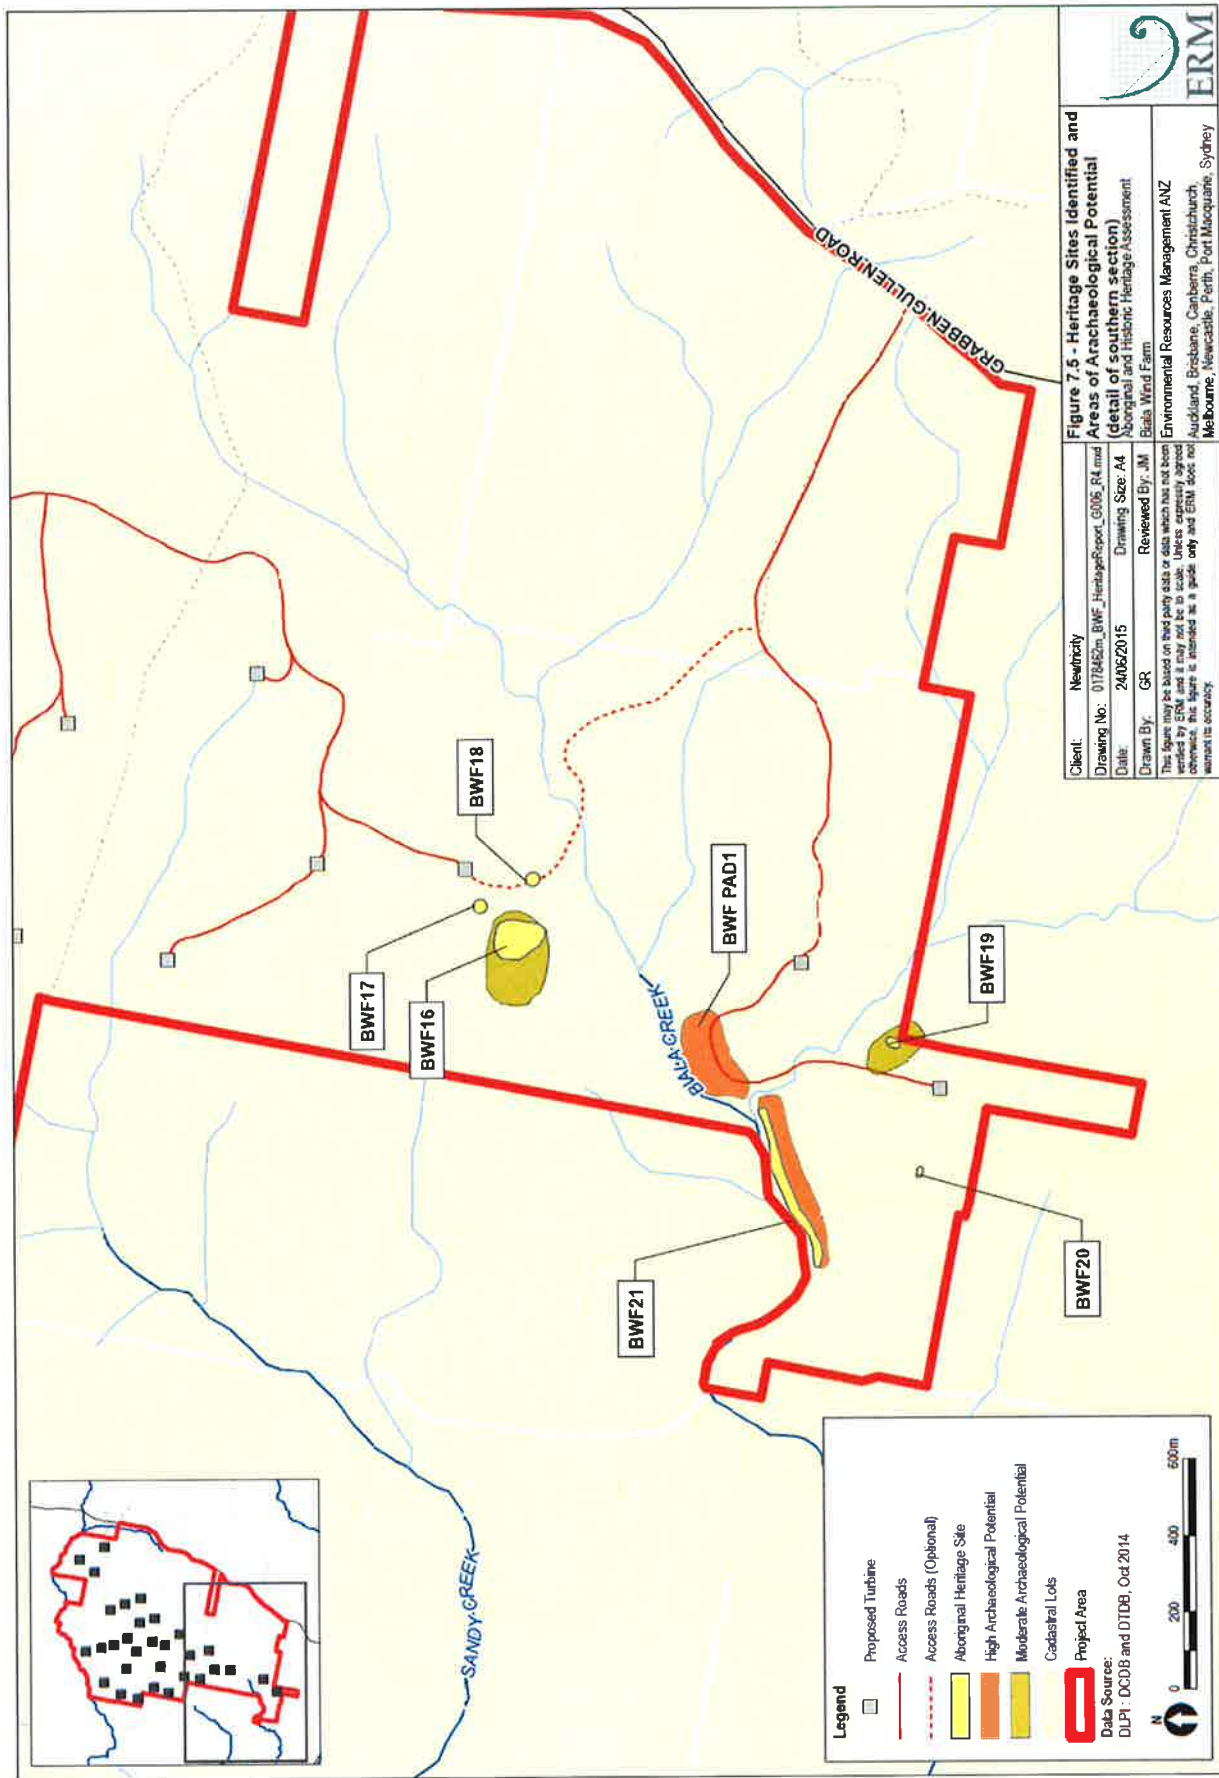 BWF18
BWF17
BWF16
BWF PAD1
BWF19
BWF21
BWF20
SANDY CREEK
BIALA CREEK
GRABBEN GULLEN ROAD
Legend
Proposed Turbine
Access Roads
Access Roads (Optional)
Aboriginal Heritage Site
High Archaeological Potential
Moderate Archaeological Potential
Cadastral Lots
Project Area
Data Source:
DLPI : DCDB and DTDB, Oct 2014
N
0 200 400 600m
Client: Newtricity
Drawing No: 0178462m_BWF_HeritageReport_G006_R4.mxd
Date: 24/06/2015 Drawing Size: A4
Drawn By: GR Reviewed By: JM
This figure may be based on third party data or data which has not been
verified by ERM and it may not be to scale. Unless expressly agreed
otherwise, this figure is intended as a guide only and ERM does not
warrant its accuracy.
Figure 7.5 - Heritage Sites Identified and
Areas of Arachaeological Potential
(detail of southern section)
Aboriginal and Historic Heritage Assessment
Biala Wind Farm
Environmental Resources Management ANZ
Auckland, Brisbane, Canberra, Christchurch,
Melbourne, Newcastle, Perth, Port Macquarie, Sydney
ERM